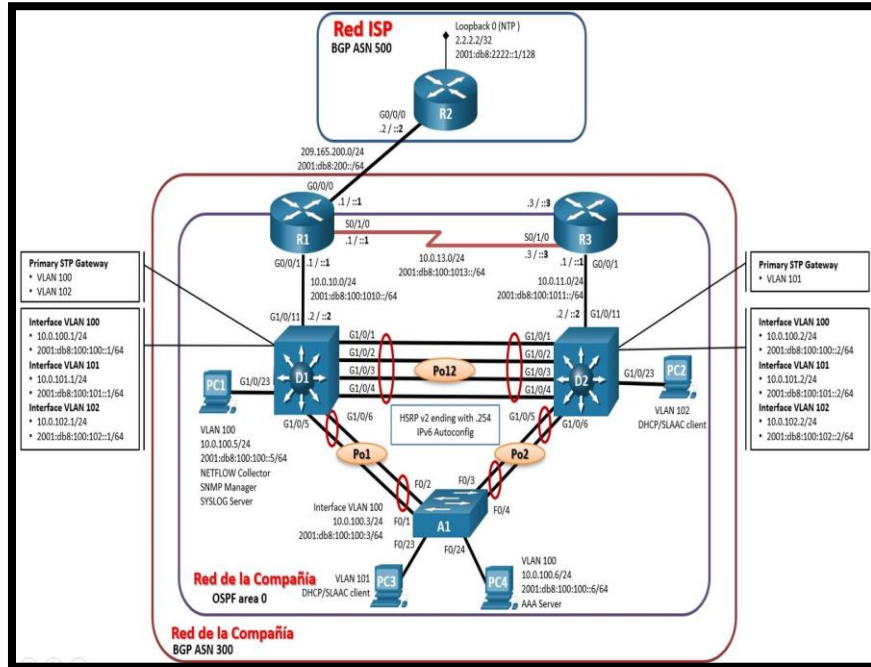 Red ISP
BGP ASN 500
Loopback 0 (NTP )
2.2.2.2/32
2001:db8:2222::1/128
R2
G0/0/0
.2 / ::2
209.165.200.0/24
2001:db8:200::/64
G0/0/0
.1 / ::1
R1
S0/1/0
.1 / ::1
10.0.13.0/24
2001:db8:100:1013::/64
.3 / ::3
S0/1/0
.3 / ::3
R3
G0/0/1
.1 / ::1
10.0.10.0/24
2001:db8:100:1010::/64
G1/0/11
.2 / ::2
G0/0/1
.1 / ::1
10.0.11.0/24
2001:db8:100:1011::/64
.2 / ::2
G1/0/11
Primary STP Gateway
• VLAN 100
• VLAN 102
Interface VLAN 100
• 10.0.100.1/24
• 2001:db8:100:100::1/64
Interface VLAN 101
• 10.0.101.1/24
• 2001:db8:100:101::1/64
Interface VLAN 102
• 10.0.102.1/24
• 2001:db8:100:102::1/64
Primary STP Gateway
• VLAN 101
Interface VLAN 100
• 10.0.100.2/24
• 2001:db8:100:100::2/64
Interface VLAN 101
• 10.0.101.2/24
• 2001:db8:100:101::2/64
Interface VLAN 102
• 10.0.102.2/24
• 2001:db8:100:102::2/64
D1
G1/0/1
G1/0/2
G1/0/3
G1/0/4
Po12
G1/0/1
G1/0/2
G1/0/3
G1/0/4
D2
PC1
G1/0/23
VLAN 100
10.0.100.5/24
2001:db8:100:100::5/64
NETFLOW Collector
SNMP Manager
SYSLOG Server
G1/0/23
PC2
VLAN 102
DHCP/SLAAC client
HSRP v2 ending with .254
IPv6 Autoconfig
G1/0/5
G1/0/6
Po1
G1/0/5
G1/0/6
Po2
F0/1
F0/2
F0/3
F0/4
Interface VLAN 100
10.0.100.3/24
2001:db8:100:100:3/64
A1
F0/23
F0/24
VLAN 101
DHCP/SLAAC client
PC3
PC4
VLAN 100
10.0.100.6/24
2001:db8:100:100::6/64
AAA Server
Red de la Compañía
OSPF area 0
Red de la Compañía
BGP ASN 300